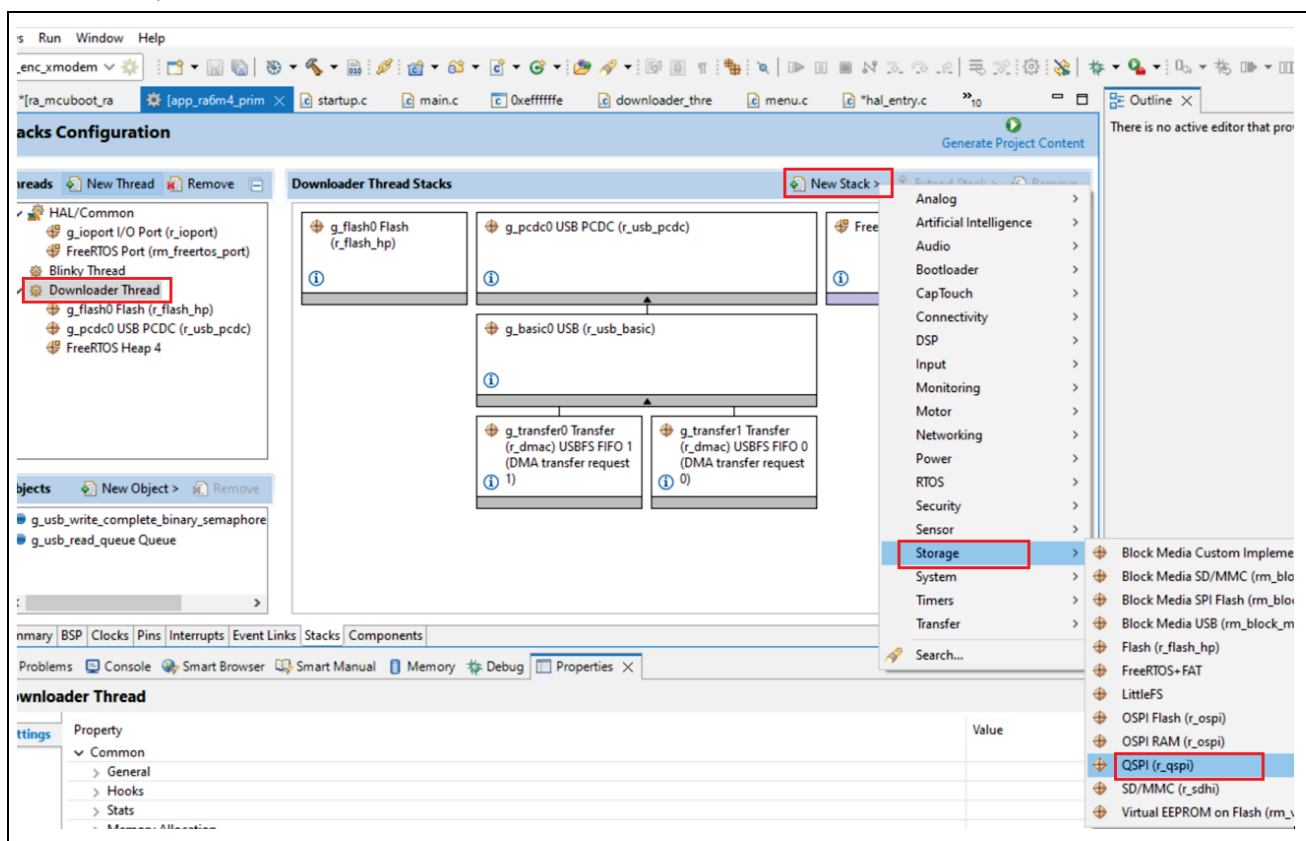 s Run Window Help
_enc_xmodem
*[ra_mcuboot_ra
[app_ra6m4_prim
startup.c
main.c
0xeffffffe
downloader_thre
menu.c
*hal_entry.c
»10
Outline
acks Configuration
Generate Project Content
There is no active editor that pro
reads
New Thread
Remove
HAL/Common
g_ioport I/O Port (r_ioport)
FreeRTOS Port (rm_freertos_port)
Blinky Thread
Downloader Thread
g_flash0 Flash (r_flash_hp)
g_pcdc0 USB PCDC (r_usb_pcdc)
FreeRTOS Heap 4
bjects
New Object >
Remove
g_usb_write_complete_binary_semaphore
g_usb_read_queue Queue
Downloader Thread Stacks
New Stack >
Extend Stack >
Remove
g_flash0 Flash
(r_flash_hp)
g_pcdc0 USB PCDC (r_usb_pcdc)
Free
g_basic0 USB (r_usb_basic)
g_transfer0 Transfer
(r_dmac) USBFS FIFO 1
(DMA transfer request
1)
g_transfer1 Transfer
(r_dmac) USBFS FIFO 0
(DMA transfer request
0)
Analog
Artificial Intelligence
Audio
Bootloader
CapTouch
Connectivity
DSP
Input
Monitoring
Motor
Networking
Power
RTOS
Security
Sensor
Storage
System
Timers
Transfer
Search...
Block Media Custom Impleme
Block Media SD/MMC (rm_blo
Block Media SPI Flash (rm_blo
Block Media USB (rm_block_m
Flash (r_flash_hp)
FreeRTOS+FAT
LittleFS
OSPI Flash (r_ospi)
OSPI RAM (r_ospi)
QSPI (r_qspi)
SD/MMC (r_sdhi)
Virtual EEPROM on Flash (rm_v
mmary BSP Clocks Pins Interrupts Event Links Stacks Components
Problems Console Smart Browser Smart Manual Memory Debug Properties
ownloader Thread
ttings
Property
Value
Common
General
Hooks
Stats
Memory Allocation